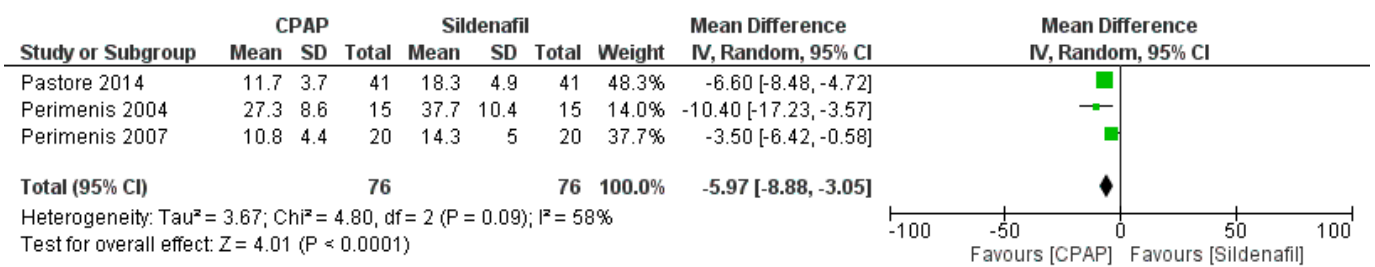 CPAP Sildenafil Mean Difference Mean Difference
Study or Subgroup Mean SD Total Mean SD Total Weight IV, Random, 95% CI IV, Random, 95% CI
Pastore 2014 11.7 3.7 41 18.3 4.9 41 48.3% -6.60 [-8.48, -4.72]
Perimenis 2004 27.3 8.6 15 37.7 10.4 15 14.0% -10.40 [-17.23, -3.57]
Perimenis 2007 10.8 4.4 20 14.3 5 20 37.7% -3.50 [-6.42, -0.58]
Total (95% CI) 76 76 100.0% -5.97 [-8.88, -3.05]
Heterogeneity: Tau² = 3.67; Chi² = 4.80, df = 2 (P = 0.09); I² = 58%
Test for overall effect: Z = 4.01 (P < 0.0001)
-100 -50 0 50 100
Favours [CPAP] Favours [Sildenafil]